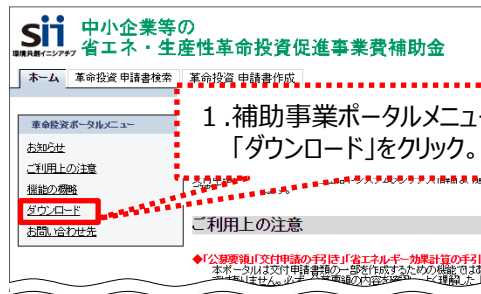 sii 中小企業等の
環境共創イニシアチブ 省エネ・生産性革命投資促進事業費補助金
ホーム 革命投資 申請書検索 革命投資 申請書作成
革命投資ポータルメニュー
お知らせ
ご利用上の注意
機能の概略
ダウンロード
お問い合わせ先
1.補助事業ポータルメニュー
「ダウンロード」をクリック。
ご利用上の注意
◆「公募要領」「交付申請の手引き」「省エネルギー効果計算の手引
本ポータルは交付申請書類の一部を作成するための機能では